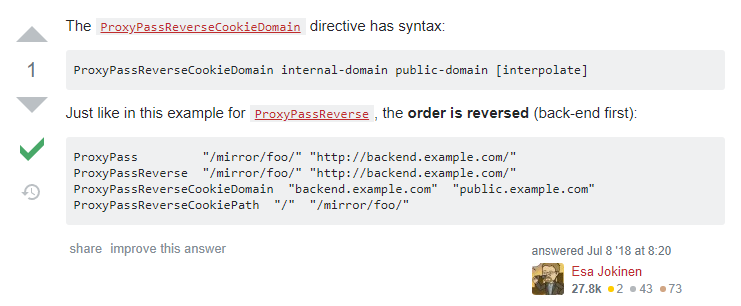 The ProxyPassReverseCookieDomain directive has syntax:
1
ProxyPassReverseCookieDomain internal-domain public-domain [interpolate]
Just like in this example for ProxyPassReverse, the order is reversed (back-end first):
ProxyPass         "/mirror/foo/" "http://backend.example.com/"
ProxyPassReverse  "/mirror/foo/" "http://backend.example.com/"
ProxyPassReverseCookieDomain  "backend.example.com"  "public.example.com"
ProxyPassReverseCookiePath  "/"  "/mirror/foo/"
share improve this answer
answered Jul 8 '18 at 8:20
Esa Jokinen
27.8k 2 43 73